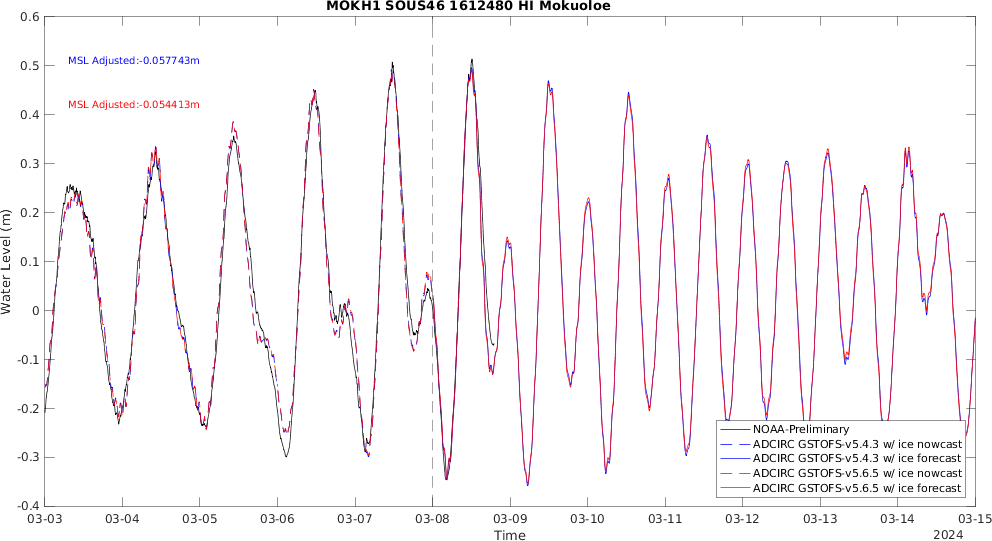 MOKH1 SOUS46 1612480 HI Mokuoloe
0.6
0.5
0.4
0.3
0.2
0.1
0
-0.1
-0.2
-0.3
-0.4
Water Level (m)
MSL Adjusted:-0.057743m
MSL Adjusted:-0.054413m
NOAA-Preliminary
ADCIRC GSTOFS-v5.4.3 w/ ice nowcast
ADCIRC GSTOFS-v5.4.3 w/ ice forecast
ADCIRC GSTOFS-v5.6.5 w/ ice nowcast
ADCIRC GSTOFS-v5.6.5 w/ ice forecast
03-03 03-04 03-05 03-06 03-07 03-08 03-09 03-10 03-11 03-12 03-13 03-14 03-15
Time
2024